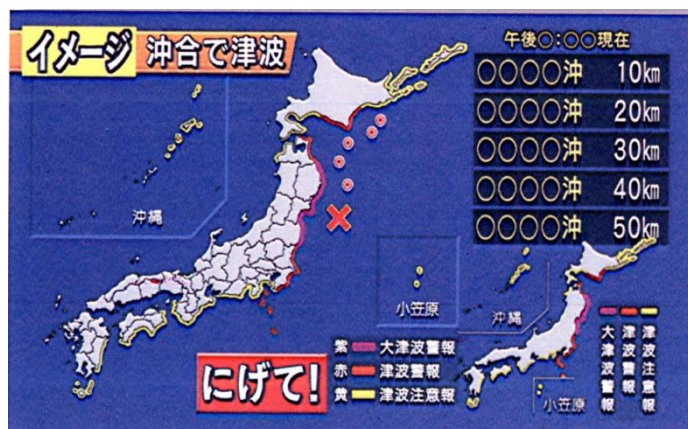 イメージ 沖合で津波
午後○:○○現在
○○○○沖 10km
○○○○沖 20km
○○○○沖 30km
○○○○沖 40km
○○○○沖 50km
沖縄
小笠原
にげて!
紫 大津波警報
赤 津波警報
黄 津波注意報
沖縄
小笠原
大津波警報
津波警報
津波注意報